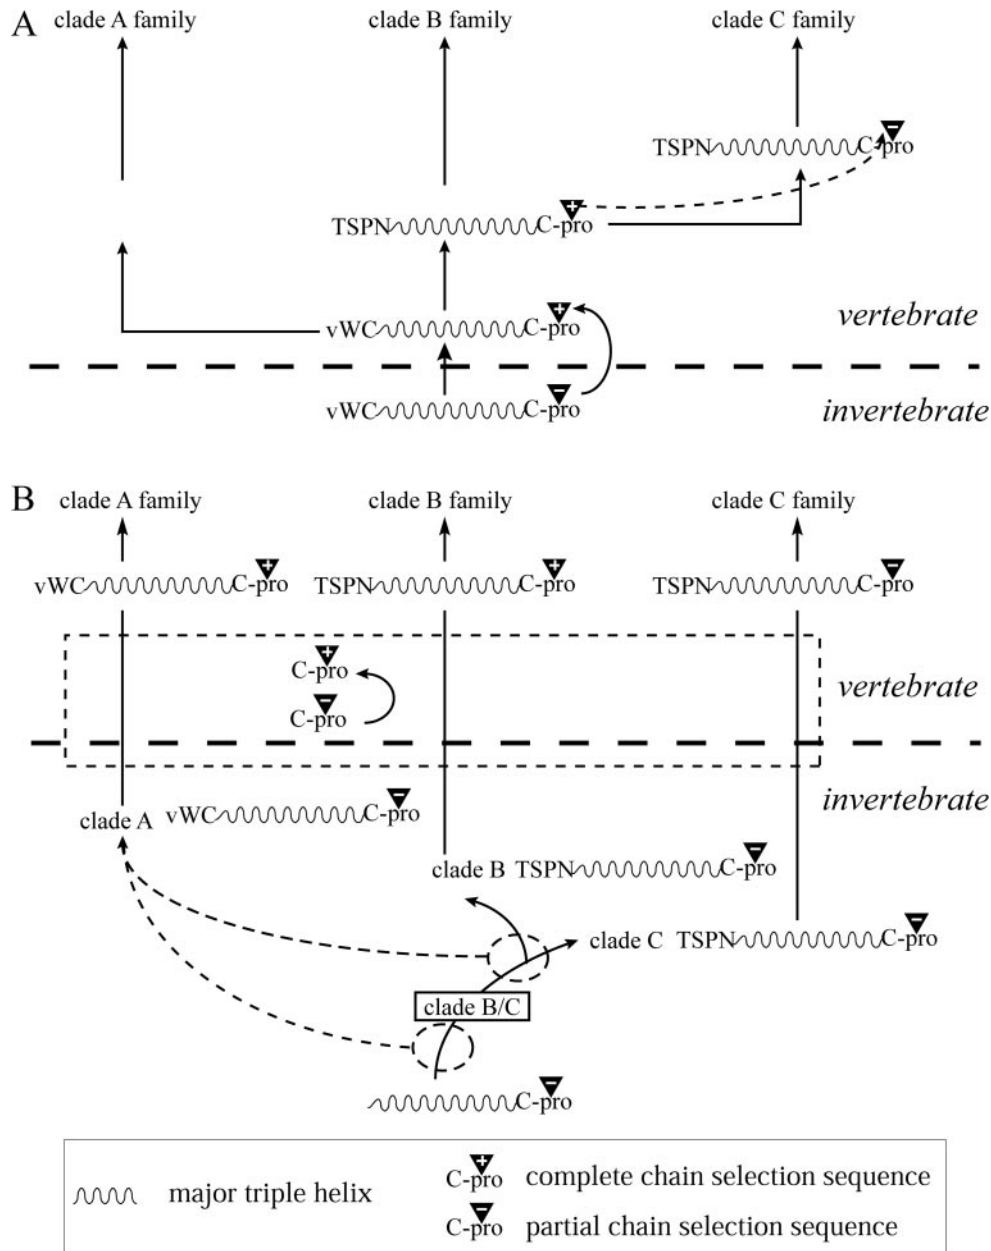 A
clade A family clade B family clade C family
−
TSPN C-pro
+
TSPN C-pro
vertebrate
+
vWC C-pro
−
vWC C-pro
invertebrate
B
clade A family clade B family clade C family
+ + −
vWC C-pro TSPN C-pro TSPN C-pro
+
C-pro
vertebrate
−
C-pro
invertebrate
−
clade A vWC C-pro
−
clade B TSPN C-pro
−
clade C TSPN C-pro
clade B/C
−
C-pro
+
major triple helix C-pro complete chain selection sequence
−
C-pro partial chain selection sequence